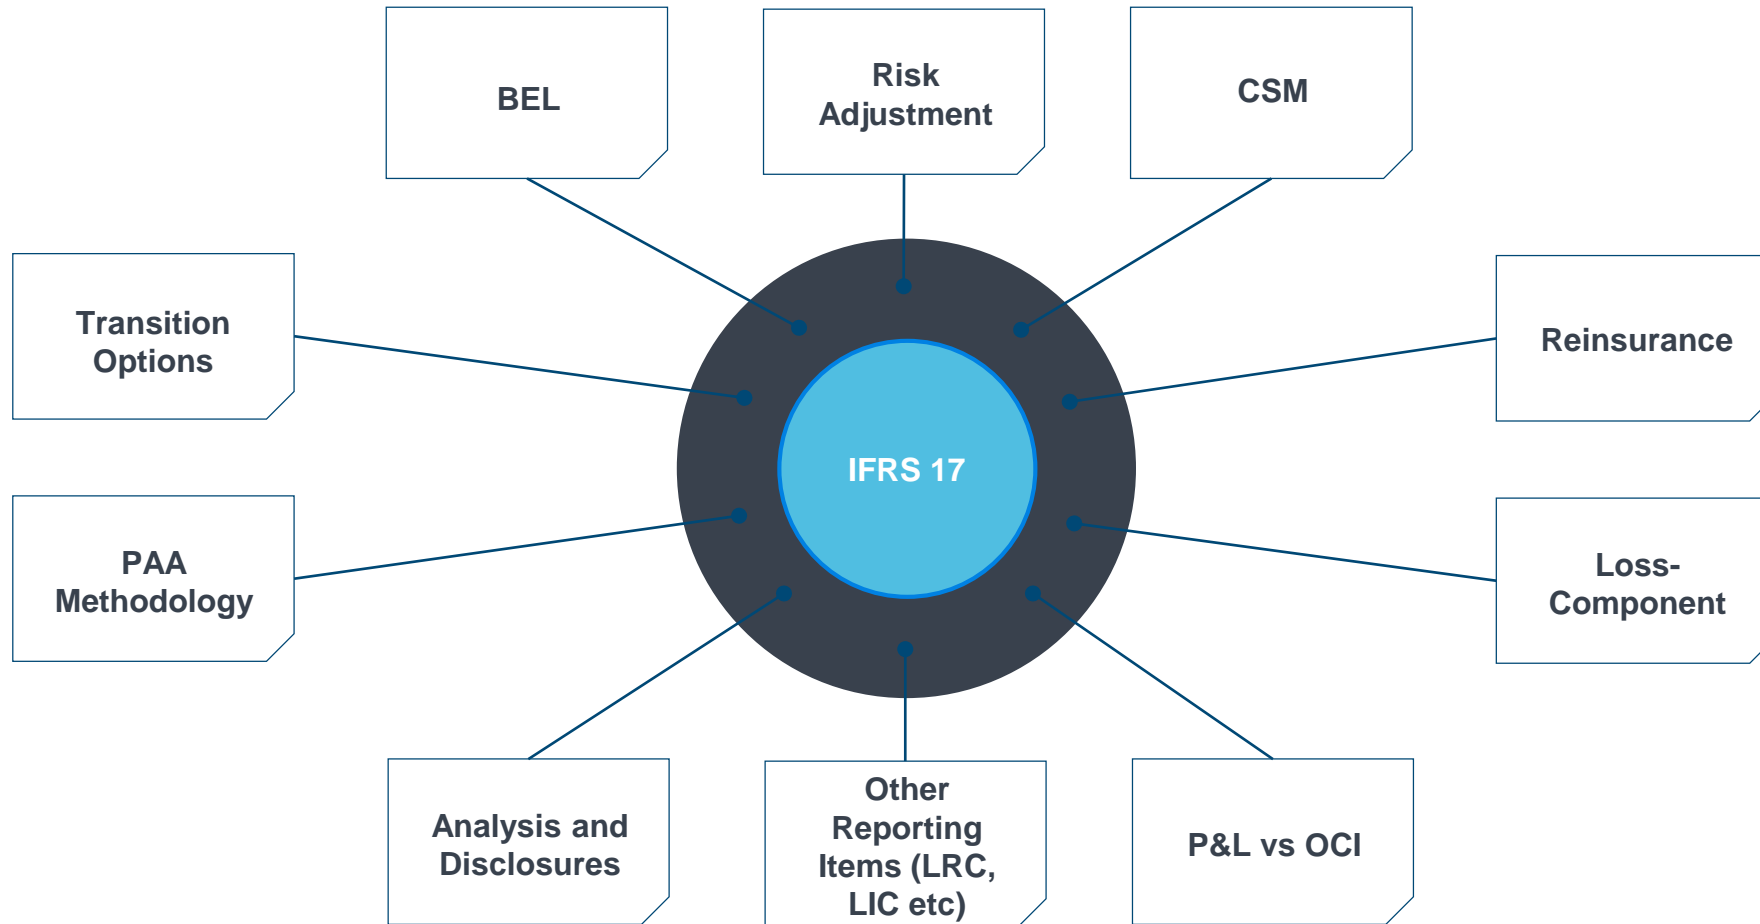 BEL
Risk
Adjustment
CSM
Transition
Options
Reinsurance
IFRS 17
PAA
Methodology
Loss-
Component
Analysis and
Disclosures
Other
Reporting
Items (LRC,
LIC etc)
P&L vs OCI